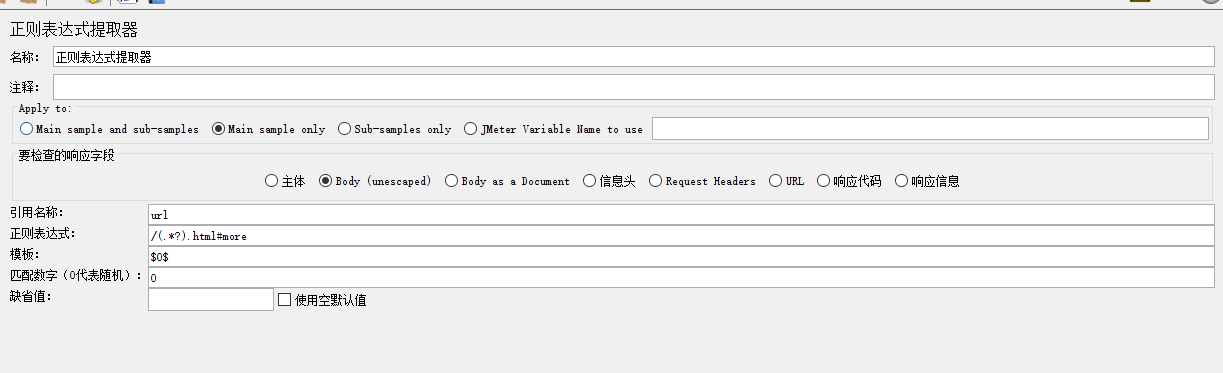 正则表达式提取器
名称: 正则表达式提取器
注释:
Apply to:
Main sample and sub-samples Main sample only Sub-samples only JMeter Variable Name to use
要检查的响应字段
主体 Body (unescaped) Body as a Document 信息头 Request Headers URL 响应代码 响应信息
引用名称: url
正则表达式: /(.*?).html#more
模板: $0$
匹配数字（0代表随机）: 0
缺省值: 使用空默认值